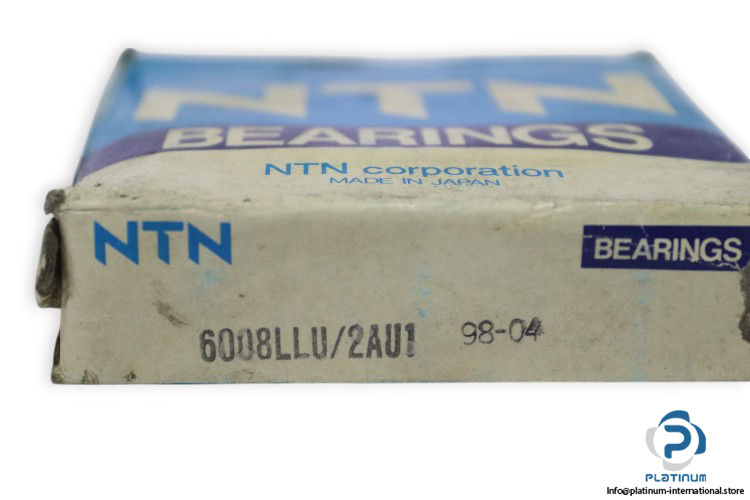 NTN
BEARINGS
NTN corporation
MADE IN JAPAN
NTN
BEARINGS
6008LLU/2AU1 98-04
PLATINUM
Info@platinum-international.store